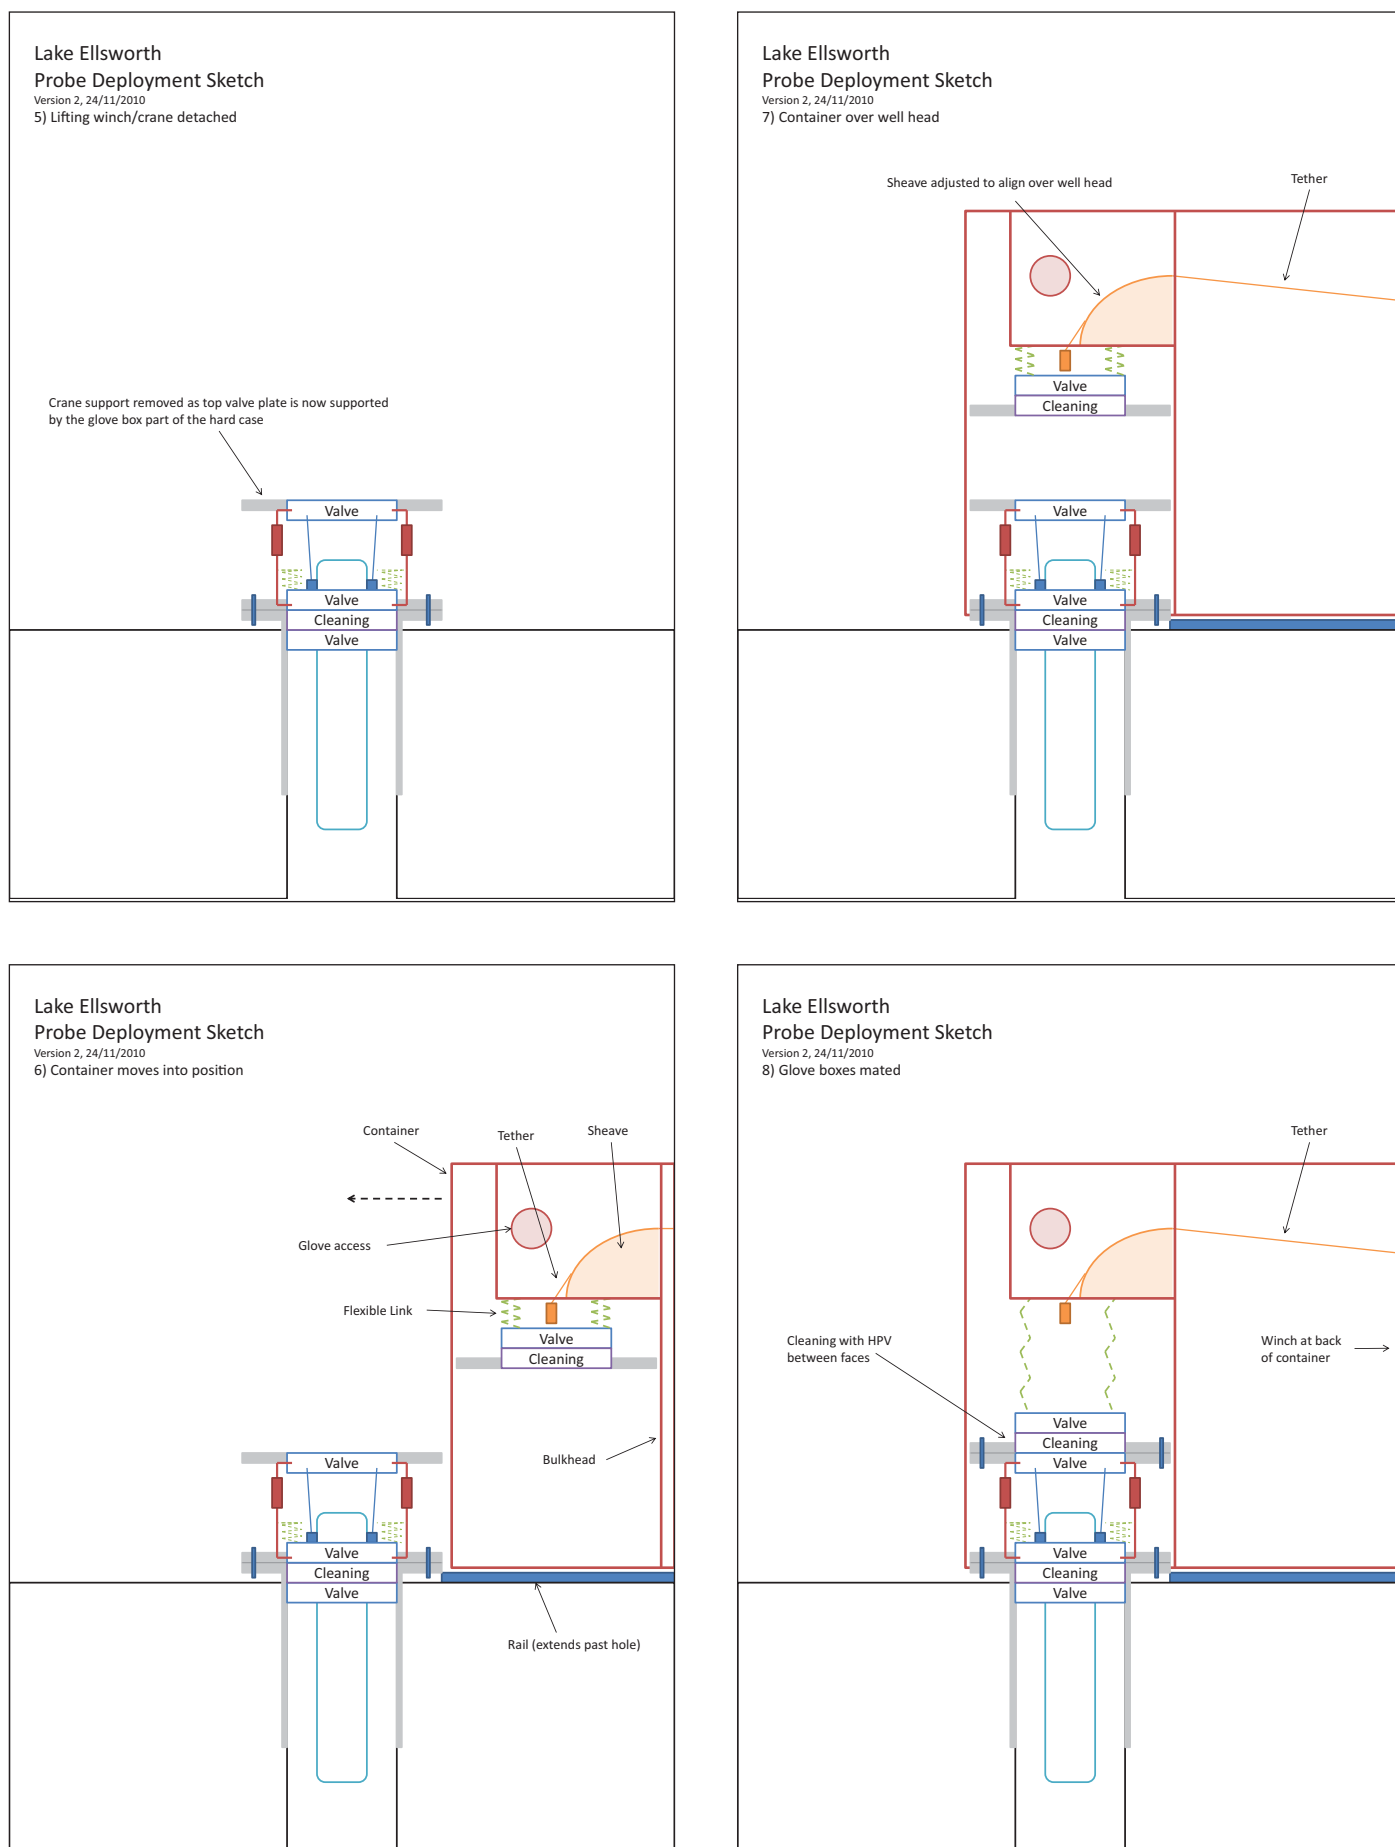 Lake Ellsworth
Probe Deployment Sketch
Version 2, 24/11/2010
5) Lifting winch/crane detached
Crane support removed as top valve plate is now supported
by the glove box part of the hard case
Valve
Valve
Cleaning
Valve
Lake Ellsworth
Probe Deployment Sketch
Version 2, 24/11/2010
7) Container over well head
Sheave adjusted to align over well head
Tether
Valve
Cleaning
Valve
Valve
Cleaning
Valve
Lake Ellsworth
Probe Deployment Sketch
Version 2, 24/11/2010
6) Container moves into position
Container
Tether
Sheave
Glove access
Flexible Link
Valve
Cleaning
Bulkhead
Valve
Valve
Cleaning
Valve
Rail (extends past hole)
Lake Ellsworth
Probe Deployment Sketch
Version 2, 24/11/2010
8) Glove boxes mated
Tether
Cleaning with HPV
between faces
Winch at back
of container
Valve
Cleaning
Valve
Valve
Cleaning
Valve